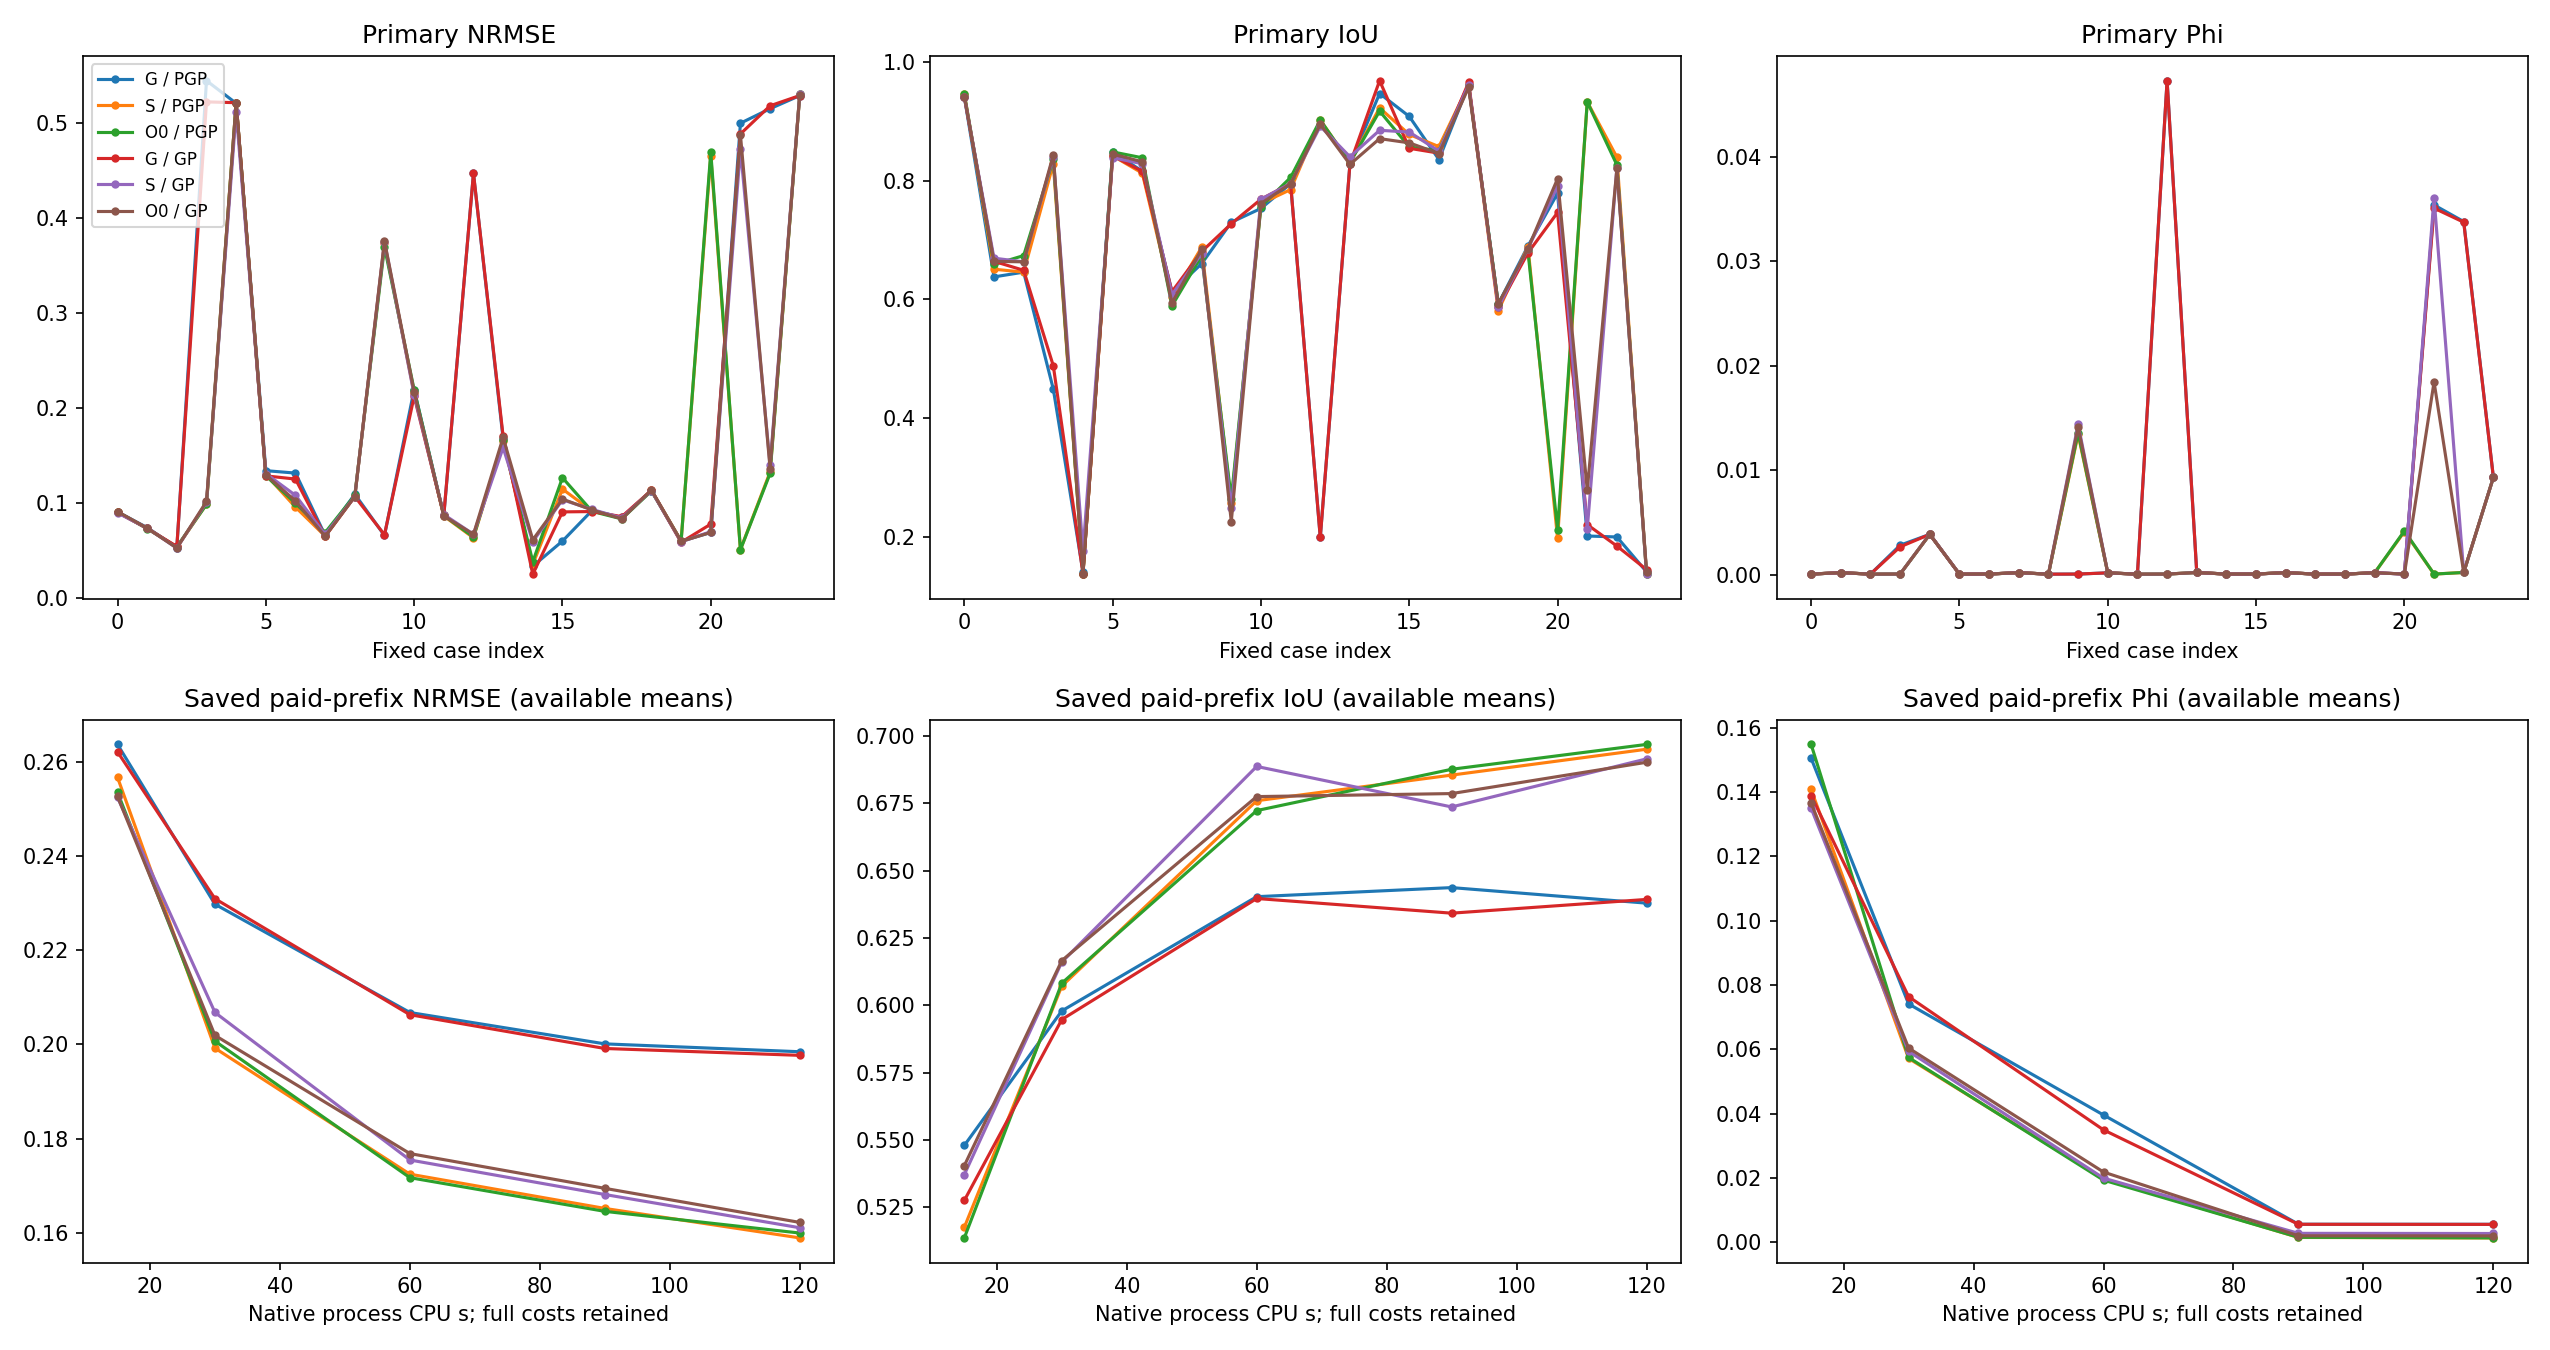 Primary NRMSE
G / PGP
S / PGP
O0 / PGP
G / GP
S / GP
O0 / GP
0.5
0.4
0.3
0.2
0.1
0.0
0 5 10 15 20
Fixed case index
Primary IoU
1.0
0.8
0.6
0.4
0.2
0 5 10 15 20
Fixed case index
Primary Phi
0.04
0.03
0.02
0.01
0.00
0 5 10 15 20
Fixed case index
Saved paid-prefix NRMSE (available means)
0.26
0.24
0.22
0.20
0.18
0.16
20 40 60 80 100 120
Native process CPU s; full costs retained
Saved paid-prefix IoU (available means)
0.700
0.675
0.650
0.625
0.600
0.575
0.550
0.525
20 40 60 80 100 120
Native process CPU s; full costs retained
Saved paid-prefix Phi (available means)
0.16
0.14
0.12
0.10
0.08
0.06
0.04
0.02
0.00
20 40 60 80 100 120
Native process CPU s; full costs retained